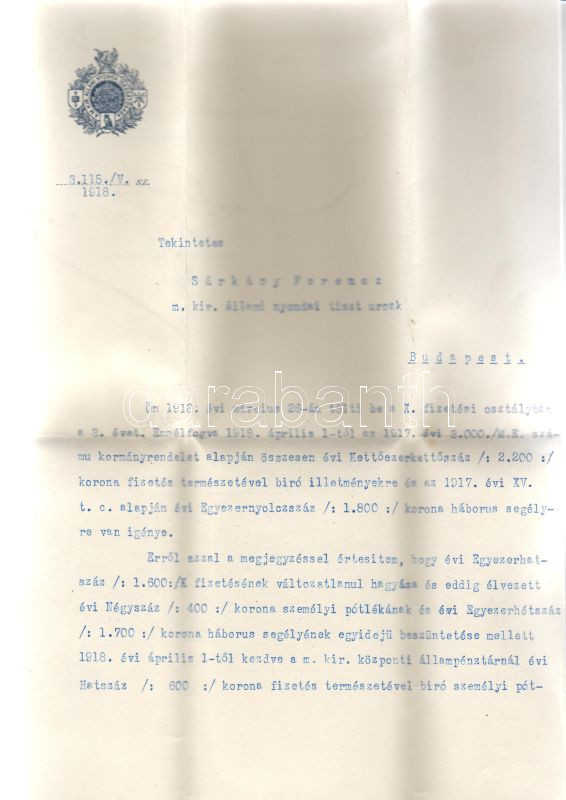 3.115./V. sz.
1918.
Tekintetes
Sárkány Ferencz
m. kir. állami nyomdai tiszt urnak
Budapest.
Ön 1918. évi március 26-án tölti be a X. fizetési osztályban
a 3. évet. Ennélfogva 1918. április 1-től az 1917. évi 3.000./M.E. szá-
mu kormányrendelet alapján összesen évi Kettőezerkettőszáz /: 2.200 :/
korona fizetés természetével biró illetményekre és az 1917. évi XV.
t. c. alapján évi Egyezernyolczszáz /: 1.800 :/ korona háborus segély-
re van igénye.
Erről azzal a megjegyzéssel értesitem, hogy évi Egyezerhat-
száz /: 1.600:/K fizetésének változatlanul hagyása és eddig élvezett
évi Négyszáz /: 400 :/ korona személyi pótlékának és évi Egyezerhétszáz
/: 1.700 :/ korona háborus segélyének egyidejü beszüntetése mellett
1918. évi április 1-től kezdve a m. kir. központi állampénztárnál évi
Hatszáz /: 600 :/ korona fizetés természetével biró személyi pót-
darabanth